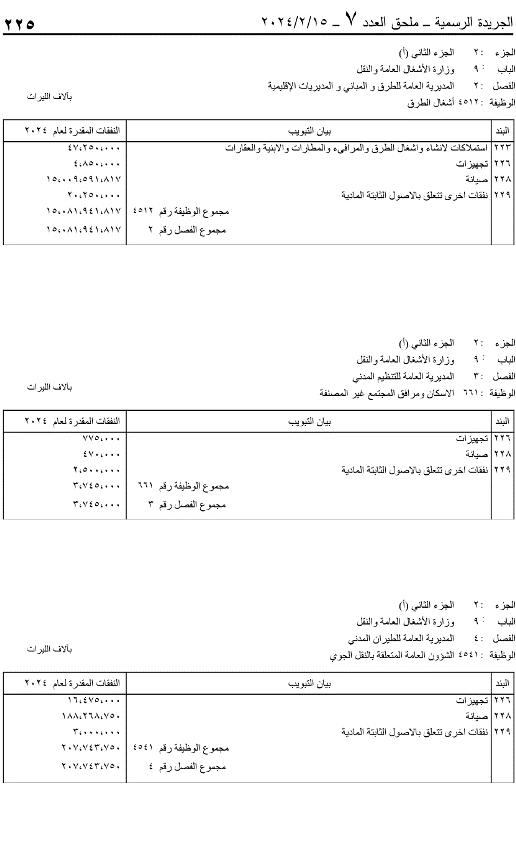 الجريدة الرسمية – ملحق العدد ٧ – ٢٠٢٤/٢/١٥ ٢٢٥
الجزء : ٢ الجزء الثاني (أ)
الباب : ٩ وزارة الأشغال العامة والنقل
الفصل : ٢ المديرية العامة للطرق و المباني و المديريات الإقليمية
الوظيفة : ٤٥١٢ أشغال الطرق بآلاف الليرات
البند بيان التبويب النفقات المقدرة لعام ٢٠٢٤
٢٢٣ استملاكات لانشاء واشغال الطرق والمرافىء والمطارات والابنية والعقارات ٤٧،٢٥٠،٠٠٠
٢٢٦ تجهيزات ٤،٨٥٠،٠٠٠
٢٢٨ صيانة ١٥،٠٠٩،٥٩١،٨١٧
٢٢٩ نفقات اخرى تتعلق بالاصول الثابتة المادية ٢٠،٢٥٠،٠٠٠
مجموع الوظيفة رقم ٤٥١٢ ١٥،٠٨١،٩٤١،٨١٧
مجموع الفصل رقم ٢ ١٥،٠٨١،٩٤١،٨١٧
الجزء : ٢ الجزء الثاني (أ)
الباب : ٩ وزارة الأشغال العامة والنقل
الفصل : ٣ المديرية العامة للتنظيم المدني
الوظيفة : ٦٦١ الاسكان ومرافق المجتمع غير المصنفة بآلاف الليرات
البند بيان التبويب النفقات المقدرة لعام ٢٠٢٤
٢٢٦ تجهيزات ٧٧٥،٠٠٠
٢٢٨ صيانة ٤٧٠،٠٠٠
٢٢٩ نفقات اخرى تتعلق بالاصول الثابتة المادية ٢،٥٠٠،٠٠٠
مجموع الوظيفة رقم ٦٦١ ٣،٧٤٥،٠٠٠
مجموع الفصل رقم ٣ ٣،٧٤٥،٠٠٠
الجزء : ٢ الجزء الثاني (أ)
الباب : ٩ وزارة الأشغال العامة والنقل
الفصل : ٤ المديرية العامة للطيران المدني
الوظيفة : ٤٥٤١ الشؤون العامة المتعلقة بالنقل الجوي بآلاف الليرات
البند بيان التبويب النفقات المقدرة لعام ٢٠٢٤
٢٢٦ تجهيزات ١٦،٤٧٥،٠٠٠
٢٢٨ صيانة ١٨٨،٢٦٨،٧٥٠
٢٢٩ نفقات اخرى تتعلق بالاصول الثابتة المادية ٣،٠٠٠،٠٠٠
مجموع الوظيفة رقم ٤٥٤١ ٢٠٧،٧٤٣،٧٥٠
مجموع الفصل رقم ٤ ٢٠٧،٧٤٣،٧٥٠